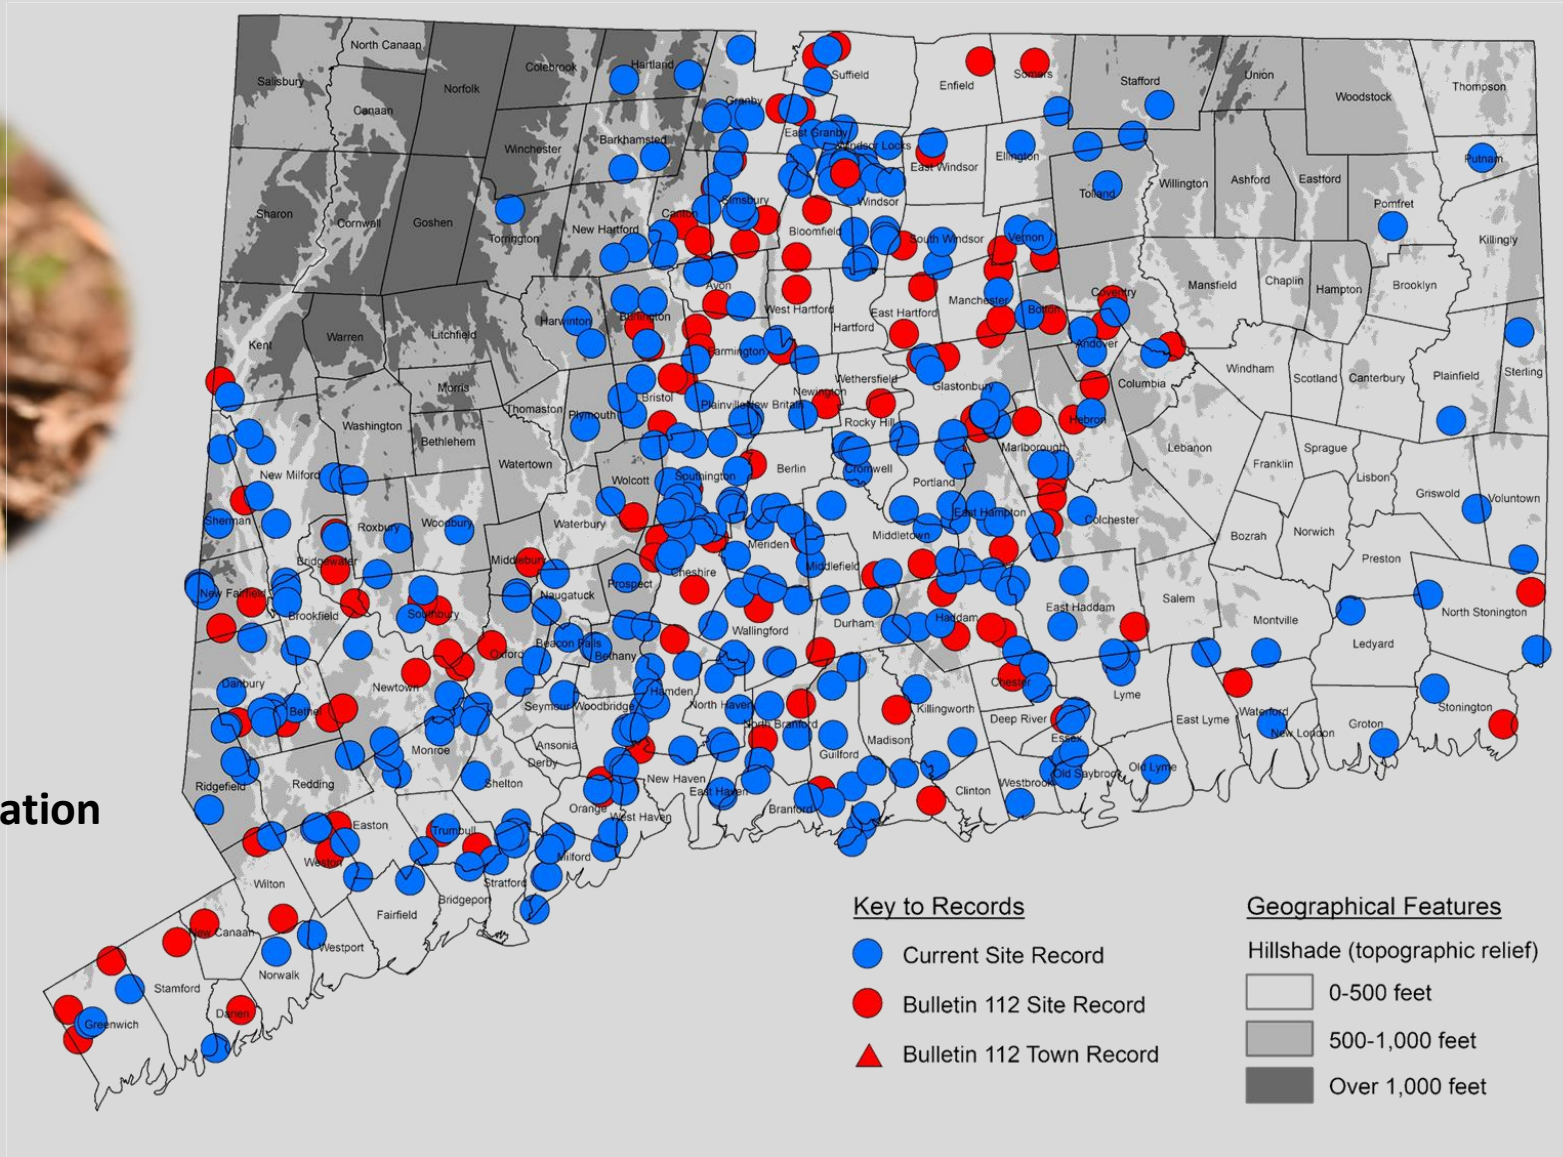 ation
North Canaan
Salisbury
Canaan
Norfolk
Colebrook
Hartland
Suffield
Enfield
Somers
Stafford
Union
Woodstock
Thompson
Granby
East Granby
Windsor Locks
East Windsor
Ellington
Winchester
Barkhamsted
Putnam
Tolland
Willington
Ashford
Eastford
Pomfret
Sharon
Cornwall
Goshen
Torrington
New Hartford
Canton
Simsbury
Windsor
Bloomfield
South Windsor
Vernon
Killingly
Avon
West Hartford
Hartford
East Hartford
Manchester
Bolton
Coventry
Mansfield
Chaplin
Hampton
Brooklyn
Kent
Warren
Litchfield
Harwinton
Burlington
Farmington
Andover
Columbia
Windham
Scotland
Canterbury
Plainfield
Sterling
Morris
Thomaston
Plymouth
Bristol
Plainville
New Britain
Newington
Wethersfield
Glastonbury
Rocky Hill
Hebron
Marlborough
Lebanon
Washington
Bethlehem
Watertown
Wolcott
Southington
Berlin
Cromwell
Portland
East Hampton
Colchester
Franklin
Sprague
Lisbon
Griswold
Voluntown
New Milford
Sherman
Roxbury
Woodbury
Waterbury
Meriden
Middletown
Middlefield
Bozrah
Norwich
Preston
Bridgewater
Middlebury
Cheshire
Prospect
Naugatuck
New Fairfield
Brookfield
Southbury
Wallingford
Durham
Haddam
East Haddam
Salem
Montville
North Stonington
Ledyard
Oxford
Beacon Falls
Bethany
Danbury
Newtown
Bethel
Seymour
Woodbridge
Hamden
North Haven
North Branford
Guilford
Madison
Killingworth
Chester
Deep River
Essex
Lyme
East Lyme
Waterford
New London
Groton
Stonington
Ridgefield
Redding
Monroe
Ansonia
Derby
Shelton
Orange
New Haven
West Haven
East Haven
Branford
Clinton
Westbrook
Old Saybrook
Old Lyme
Easton
Weston
Trumbull
Milford
Stratford
Bridgeport
Fairfield
Wilton
New Canaan
Westport
Norwalk
Stamford
Darien
Greenwich
Key to Records
Current Site Record
Bulletin 112 Site Record
Bulletin 112 Town Record
Geographical Features
Hillshade (topographic relief)
0-500 feet
500-1,000 feet
Over 1,000 feet